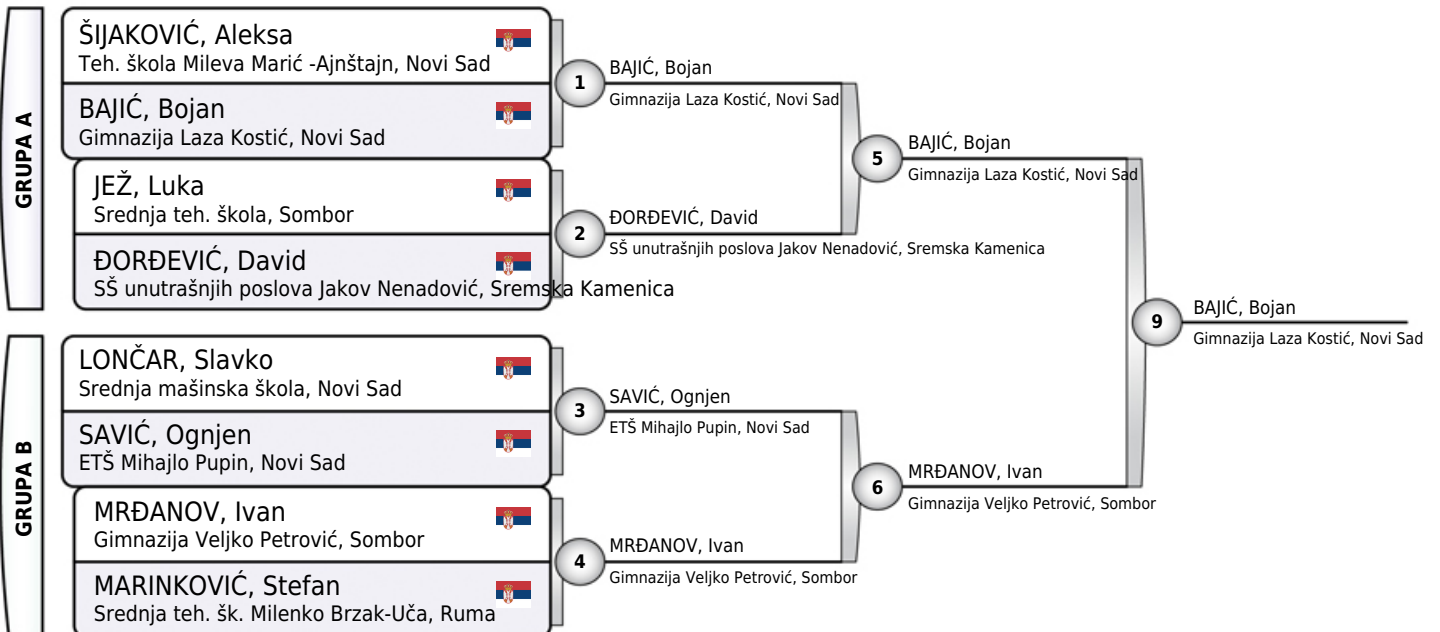 GRUPA A
ŠIJAKOVIĆ, Aleksa
Teh. škola Mileva Marić -Ajnštajn, Novi Sad
BAJIĆ, Bojan
Gimnazija Laza Kostić, Novi Sad
JEŽ, Luka
Srednja teh. škola, Sombor
ĐORĐEVIĆ, David
SŠ unutrašnjih poslova Jakov Nenadović, Sremska Kamenica
GRUPA B
LONČAR, Slavko
Srednja mašinska škola, Novi Sad
SAVIĆ, Ognjen
ETŠ Mihajlo Pupin, Novi Sad
MRĐANOV, Ivan
Gimnazija Veljko Petrović, Sombor
MARINKOVIĆ, Stefan
Srednja teh. šk. Milenko Brzak-Uča, Ruma
1
BAJIĆ, Bojan
Gimnazija Laza Kostić, Novi Sad
2
ĐORĐEVIĆ, David
SŠ unutrašnjih poslova Jakov Nenadović, Sremska Kamenica
3
SAVIĆ, Ognjen
ETŠ Mihajlo Pupin, Novi Sad
4
MRĐANOV, Ivan
Gimnazija Veljko Petrović, Sombor
5
BAJIĆ, Bojan
Gimnazija Laza Kostić, Novi Sad
6
MRĐANOV, Ivan
Gimnazija Veljko Petrović, Sombor
9
BAJIĆ, Bojan
Gimnazija Laza Kostić, Novi Sad